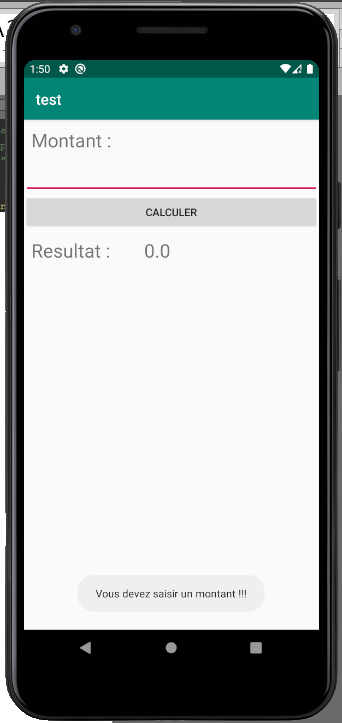 1:50
test
Montant :
CALCULER
Resultat : 0.0
Vous devez saisir un montant !!!